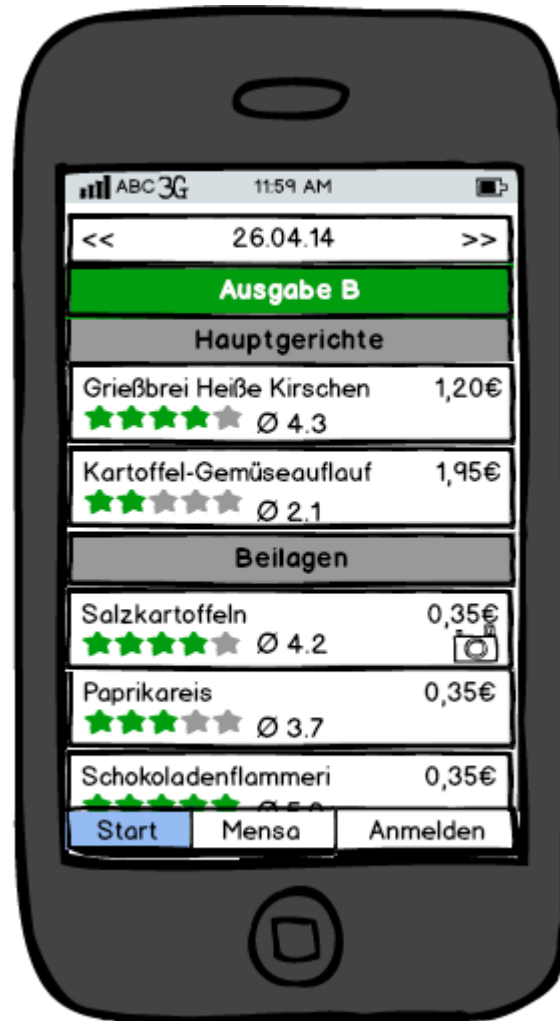 ABC 3G 11:59 AM
<< 26.04.14 >>
Ausgabe B
Hauptgerichte
Grießbrei Heiße Kirschen 1,20€
Ø 4.3
Kartoffel-Gemüseauflauf 1,95€
Ø 2.1
Beilagen
Salzkartoffeln 0,35€
Ø 4.2
Paprikareis 0,35€
Ø 3.7
Schokoladenflammeri 0,35€
Start Mensa Anmelden